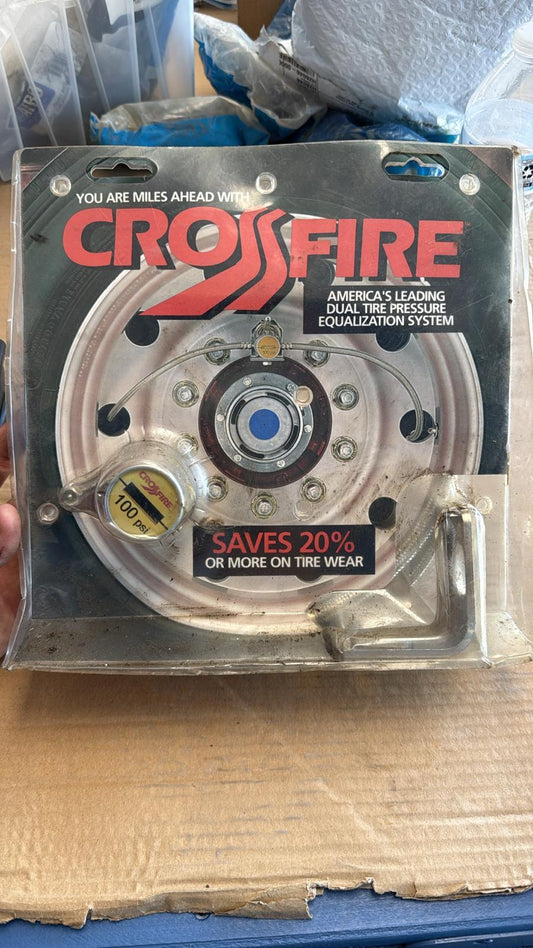 YOU ARE MILES AHEAD WITH
CROSSFIRE
AMERICA'S LEADING
DUAL TIRE PRESSURE
EQUALIZATION SYSTEM
CROSSFIRE
100 psi
SAVES 20%
OR MORE ON TIRE WEAR